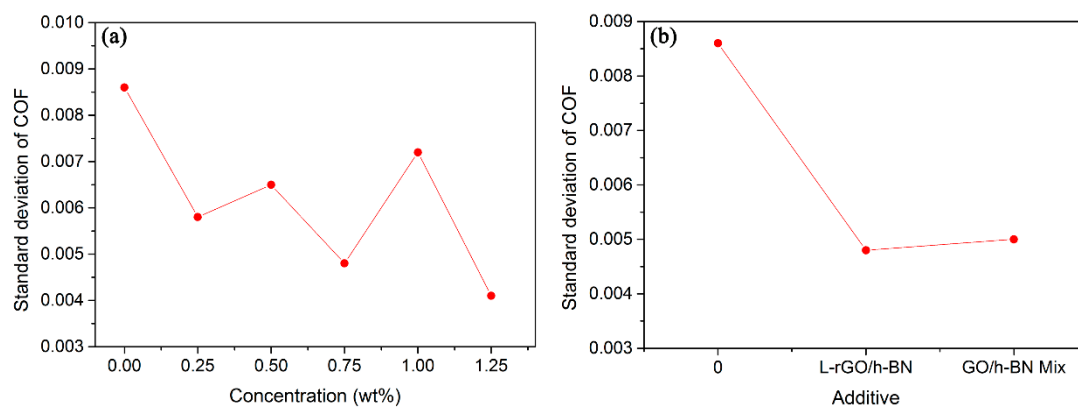 (a)
Standard deviation of COF
0.010
0.009
0.008
0.007
0.006
0.005
0.004
0.003
0.00 0.25 0.50 0.75 1.00 1.25
Concentration (wt%)
(b)
Standard deviation of COF
0.009
0.008
0.007
0.006
0.005
0.004
0.003
0 L-rGO/h-BN GO/h-BN Mix
Additive